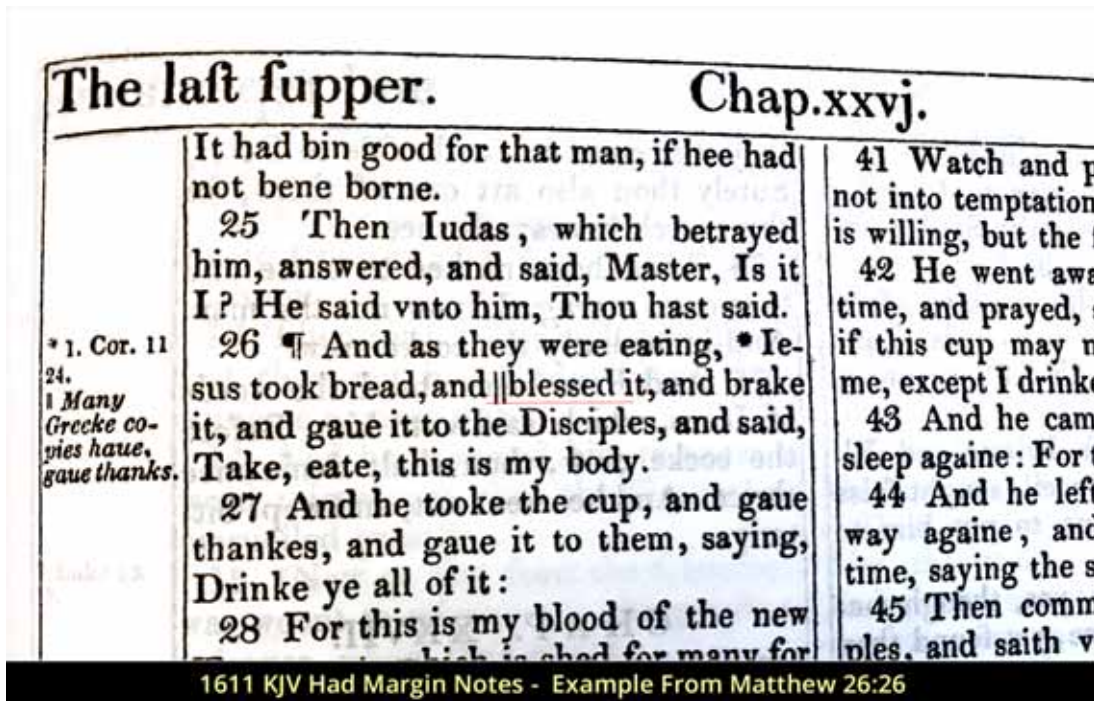 The laſt ſupper.
Chap.xxvj.
* 1. Cor. 11
24.
‖ Many
Greeke co-
pies haue,
gaue thanks.
It had bin good for that man, if hee had
not bene borne.
25 Then Iudas, which betrayed
him, answered, and said, Master, Is it
I? He said vnto him, Thou hast said.
26 ¶ And as they were eating, * Ie-
sus took bread, and ‖blessed it, and brake
it, and gaue it to the Disciples, and said,
Take, eate, this is my body.
27 And he tooke the cup, and gaue
thankes, and gaue it to them, saying,
Drinke ye all of it:
28 For this is my blood of the new
which is shed for many for
41 Watch and
not into temptation
is willing, but the
42 He went
time, and prayed,
if this cup may
me, except I drinke
43 And he
sleep againe: For
44 And he left
way againe, and
time, saying the
45 Then
ples, and saith
1611 KJV Had Margin Notes - Example From Matthew 26:26